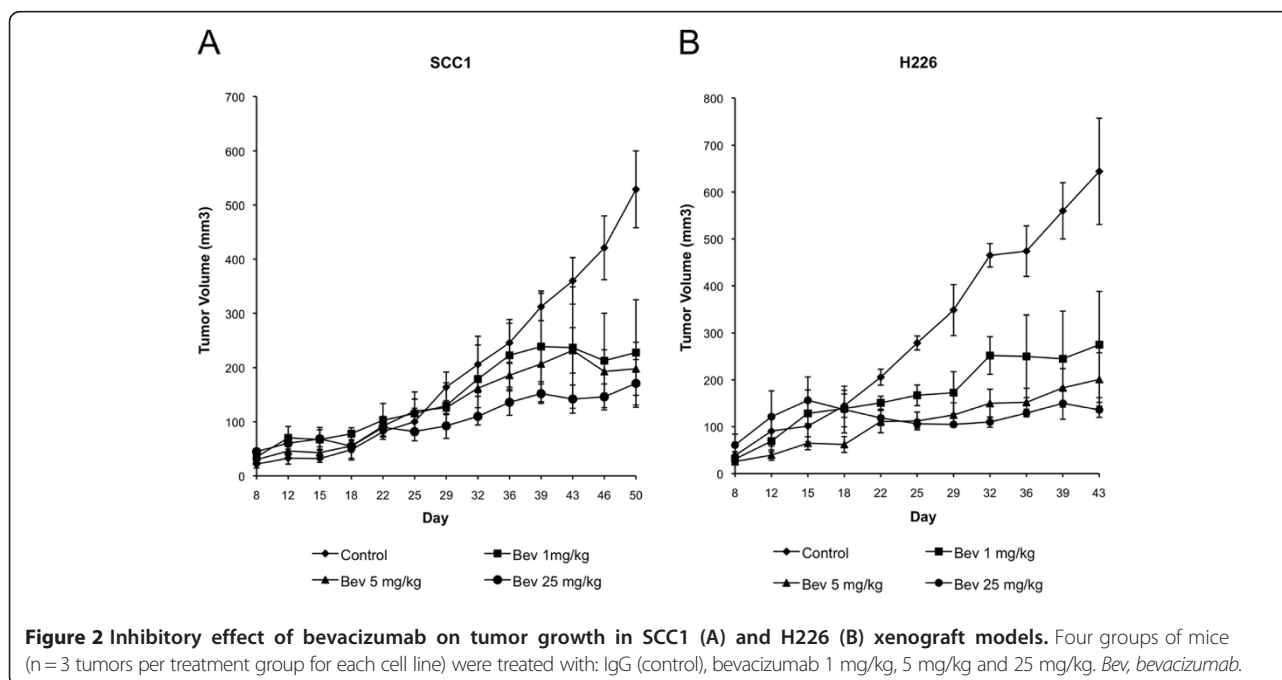 A
SCC1
Tumor Volume (mm3)
700
600
500
400
300
200
100
0
8 12 15 18 22 25 29 32 36 39 43 46 50
Day
Control
Bev 1mg/kg
Bev 5 mg/kg
Bev 25 mg/kg
B
H226
Tumor Volume (mm3)
800
700
600
500
400
300
200
100
0
8 12 15 18 22 25 29 32 36 39 43
Day
Control
Bev 1 mg/kg
Bev 5 mg/kg
Bev 25 mg/kg
Figure 2 Inhibitory effect of bevacizumab on tumor growth in SCC1 (A) and H226 (B) xenograft models. Four groups of mice
(n = 3 tumors per treatment group for each cell line) were treated with: IgG (control), bevacizumab 1 mg/kg, 5 mg/kg and 25 mg/kg. Bev, bevacizumab.